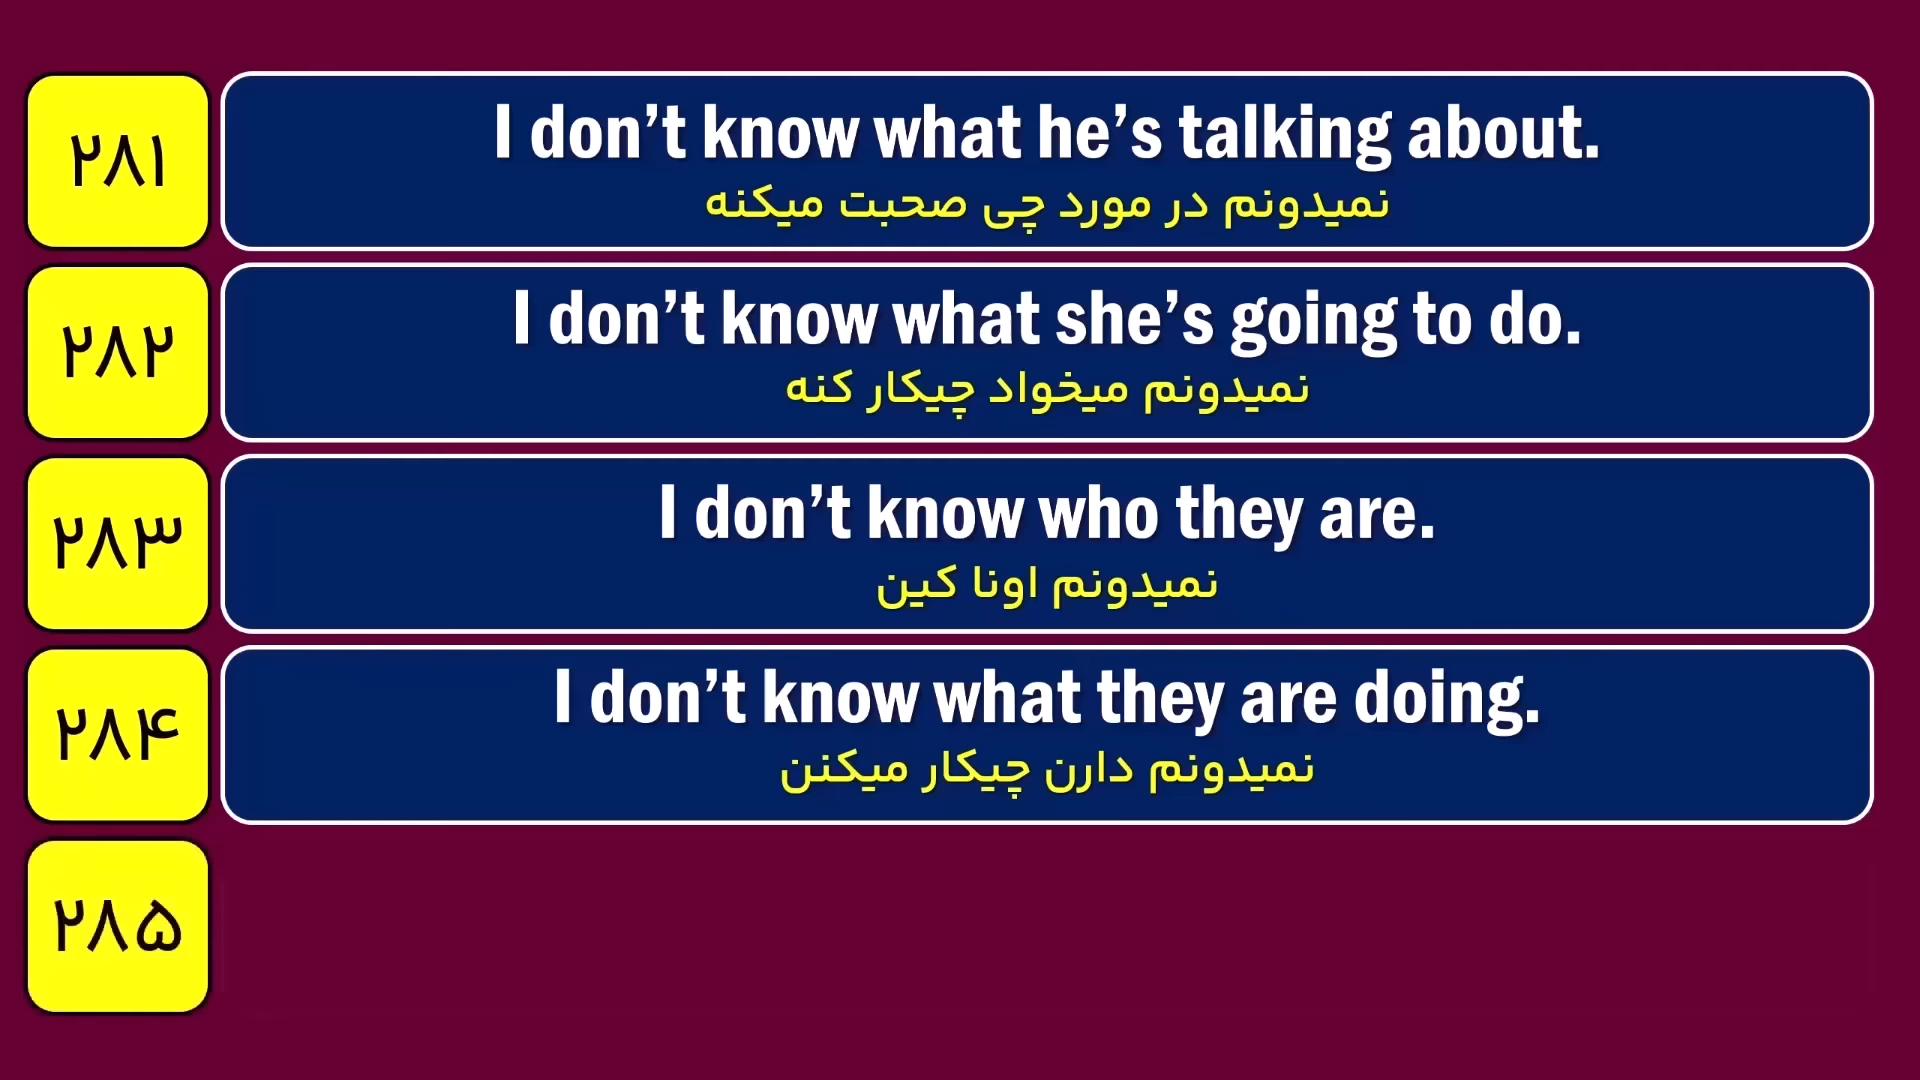 ۲۸۱
I don’t know what he’s talking about.
نمیدونم در مورد چی صحبت میکنه
۲۸۲
I don’t know what she’s going to do.
نمیدونم میخواد چیکار کنه
۲۸۳
I don’t know who they are.
نمیدونم اونا کین
۲۸۴
I don’t know what they are doing.
نمیدونم دارن چیکار میکنن
۲۸۵